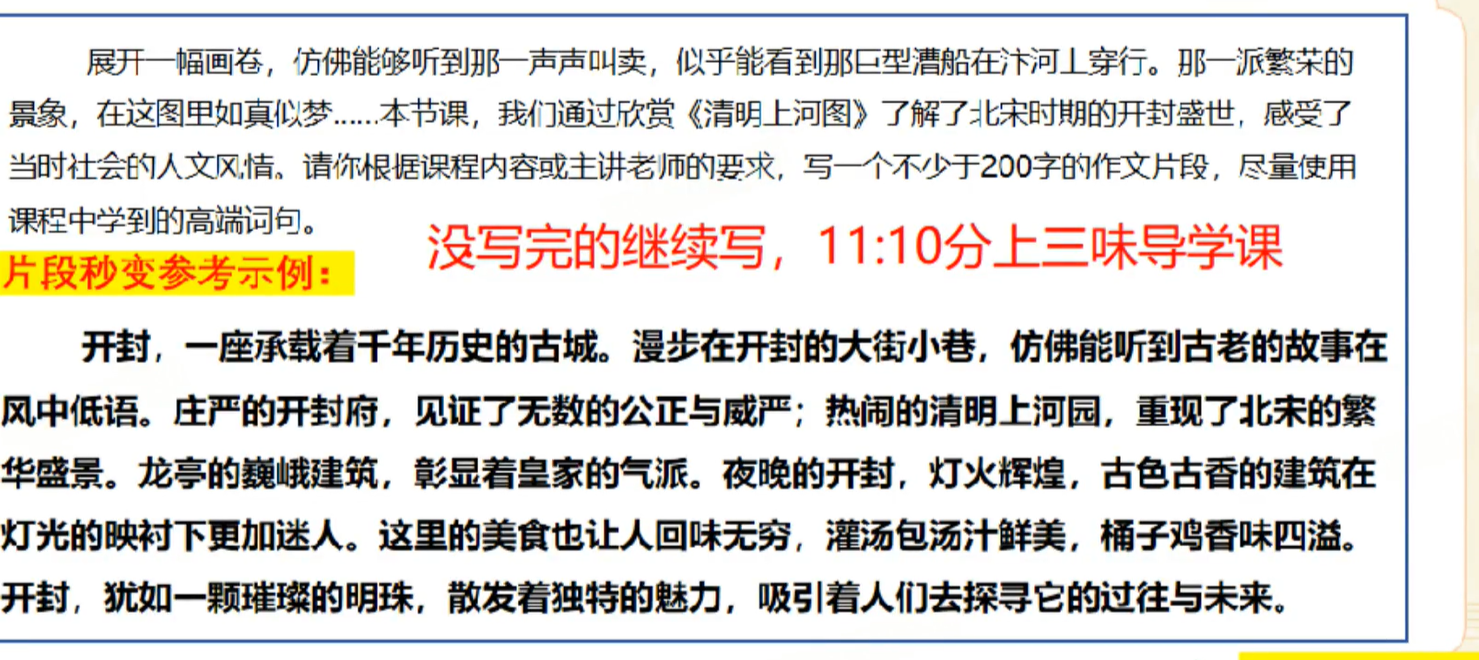 展开一幅画卷，仿佛能够听到那一声声叫卖，似乎能看到那巨型漕船在汴河上穿行。那一派繁荣的
景象，在这图里如真似梦……本节课，我们通过欣赏《清明上河图》了解了北宋时期的开封盛世，感受了
当时社会的人文风情。请你根据课程内容或主讲老师的要求，写一个不少于200字的作文片段，尽量使用
课程中学到的高端词句。
没写完的继续写，11:10分上三味导学课
片段秒变参考示例：
开封，一座承载着千年历史的古城。漫步在开封的大街小巷，仿佛能听到古老的故事在
风中低语。庄严的开封府，见证了无数的公正与威严；热闹的清明上河园，重现了北宋的繁
华盛景。龙亭的巍峨建筑，彰显着皇家的气派。夜晚的开封，灯火辉煌，古色古香的建筑在
灯光的映衬下更加迷人。这里的美食也让人回味无穷，灌汤包汤汁鲜美，桶子鸡香味四溢。
开封，犹如一颗璀璨的明珠，散发着独特的魅力，吸引着人们去探寻它的过往与未来。